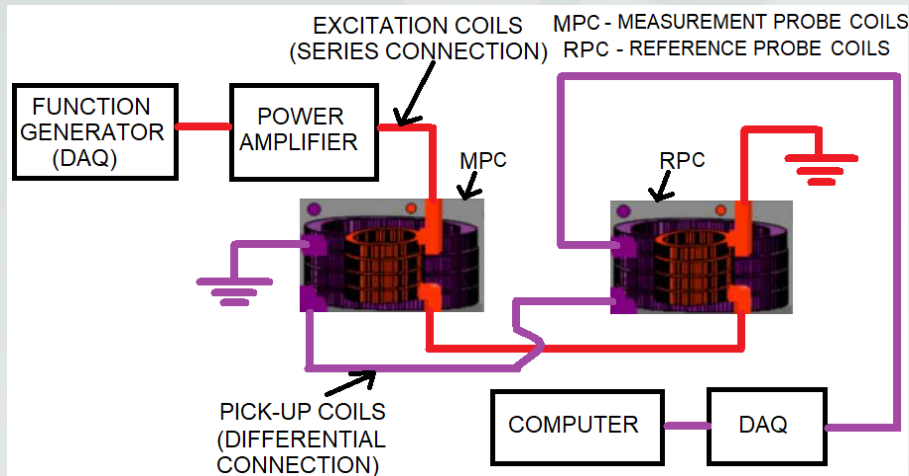 EXCITATION COILS
(SERIES CONNECTION)
MPC - MEASUREMENT PROBE COILS
RPC - REFERENCE PROBE COILS
FUNCTION
GENERATOR
(DAQ)
POWER
AMPLIFIER
MPC
RPC
PICK-UP COILS
(DIFFERENTIAL
CONNECTION)
COMPUTER
DAQ